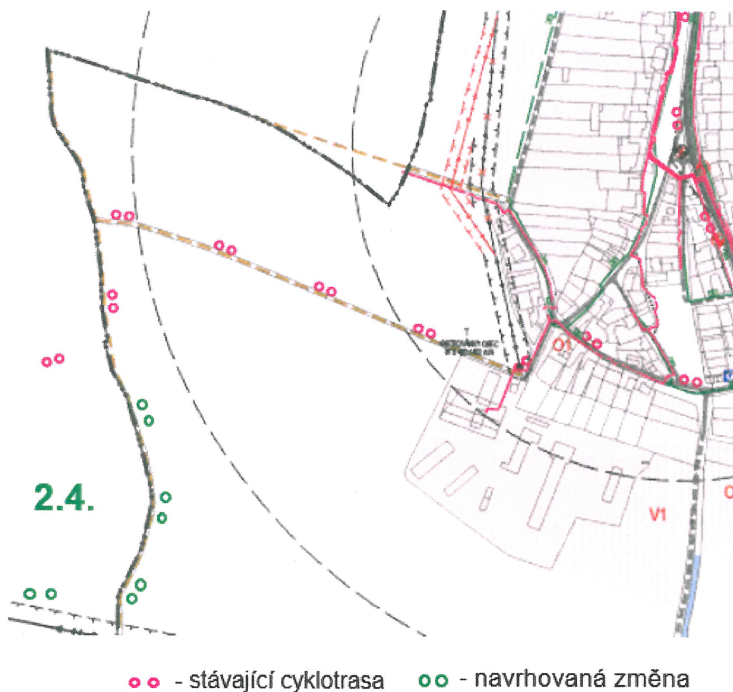 O1
2.4.
V1
O
- stávající cyklotrasa
- navrhovaná změna